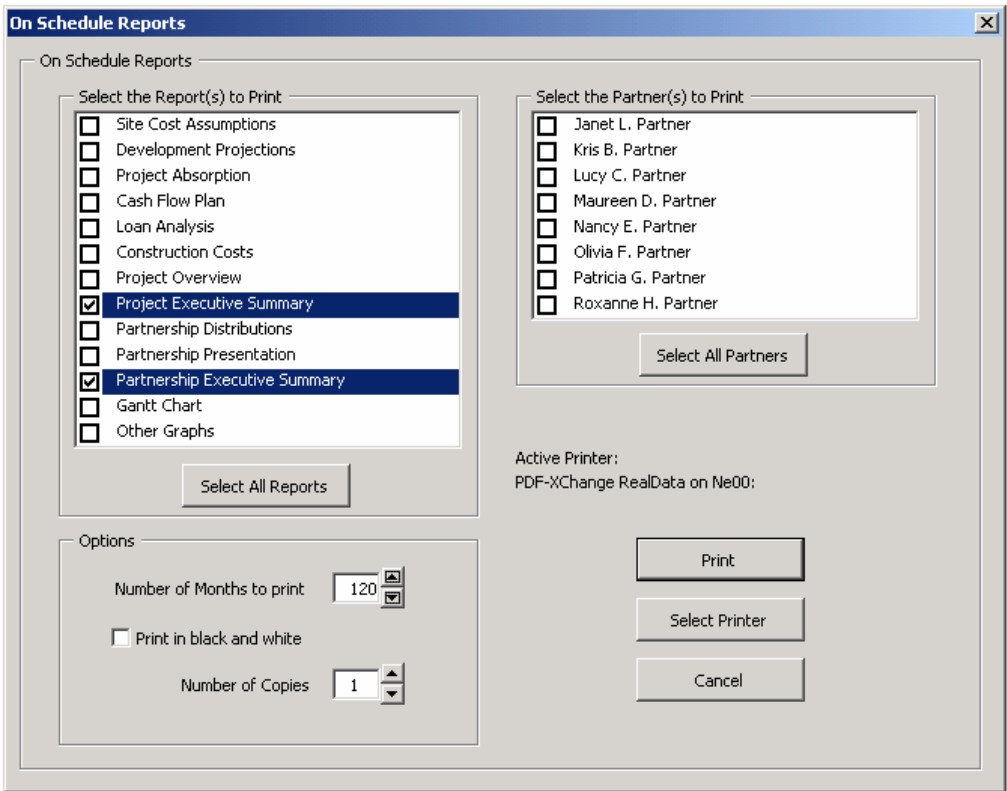 On Schedule Reports
On Schedule Reports
Select the Report(s) to Print
Site Cost Assumptions
Development Projections
Project Absorption
Cash Flow Plan
Loan Analysis
Construction Costs
Project Overview
Project Executive Summary
Partnership Distributions
Partnership Presentation
Partnership Executive Summary
Gantt Chart
Other Graphs
Select All Reports
Select the Partner(s) to Print
Janet L. Partner
Kris B. Partner
Lucy C. Partner
Maureen D. Partner
Nancy E. Partner
Olivia F. Partner
Patricia G. Partner
Roxanne H. Partner
Select All Partners
Active Printer:
PDF-XChange RealData on Ne00:
Options
Number of Months to print 120
Print in black and white
Number of Copies 1
Print
Select Printer
Cancel